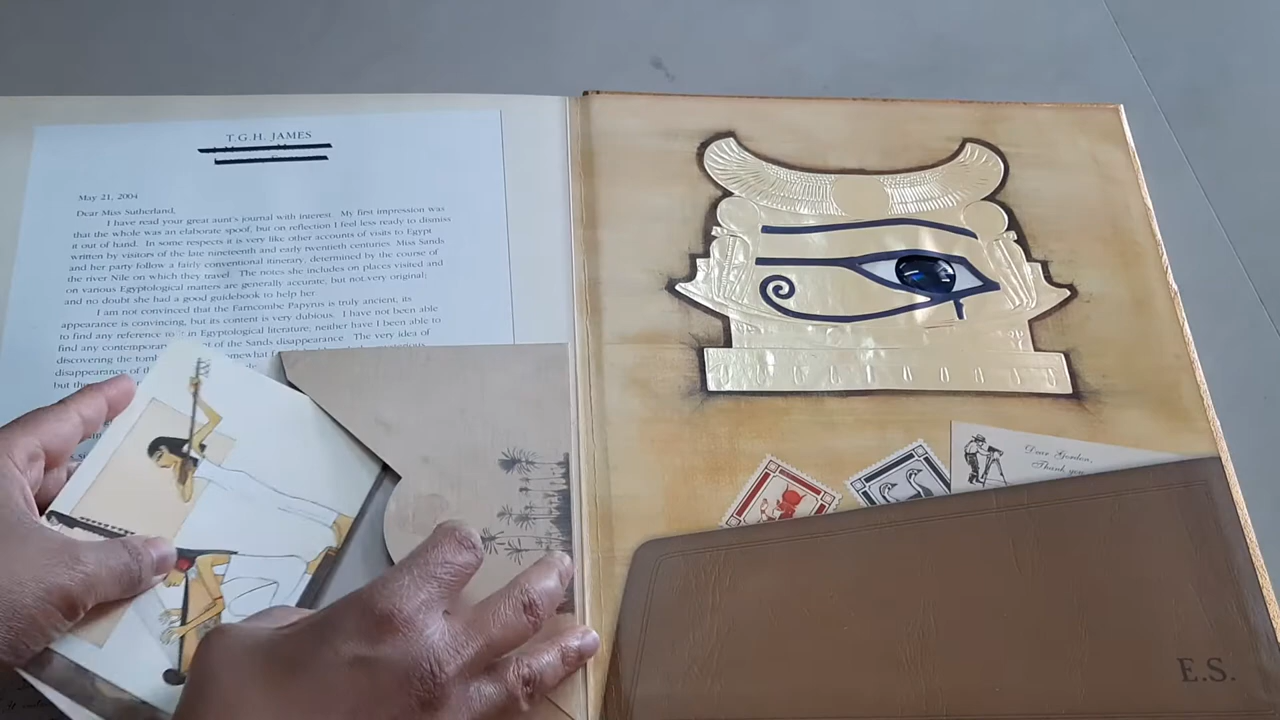 T.G.H. JAMES
May 21, 2004
Dear Miss Sutherland,
I have read your great aunt's journal with interest. My first impression was
that the whole was an elaborate spoof, but on reflection I feel less ready to dismiss
it out of hand. In some respects it is very like other accounts of visits to Egypt
written by visitors of the late nineteenth and early twentieth centuries. Miss Sands
and her party follow a fairly conventional itinerary, determined by the course of
the river Nile on which they travel. The notes she includes on places visited and
on various Egyptological matters are generally accurate, but not very original;
and no doubt she had a good guidebook to help her.
I am not convinced that the Farncombe Papyrus is truly ancient, its
appearance is convincing, but its content is very dubious. I have not been able
to find any reference to it in Egyptological literature; neither have I been able to
find any contemporary of the Sands disappearance. The very idea of
discovering the tomb
disappearance of
but the
Dear Gordon,
Thank you
E.S.